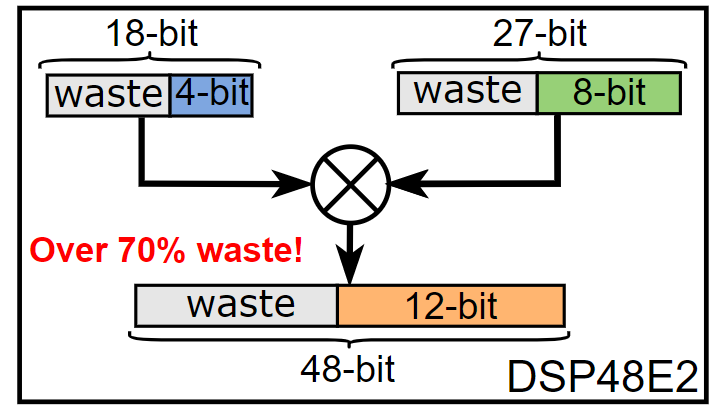 18-bit
27-bit
waste
4-bit
waste
8-bit
Over 70% waste!
waste
12-bit
48-bit
DSP48E2